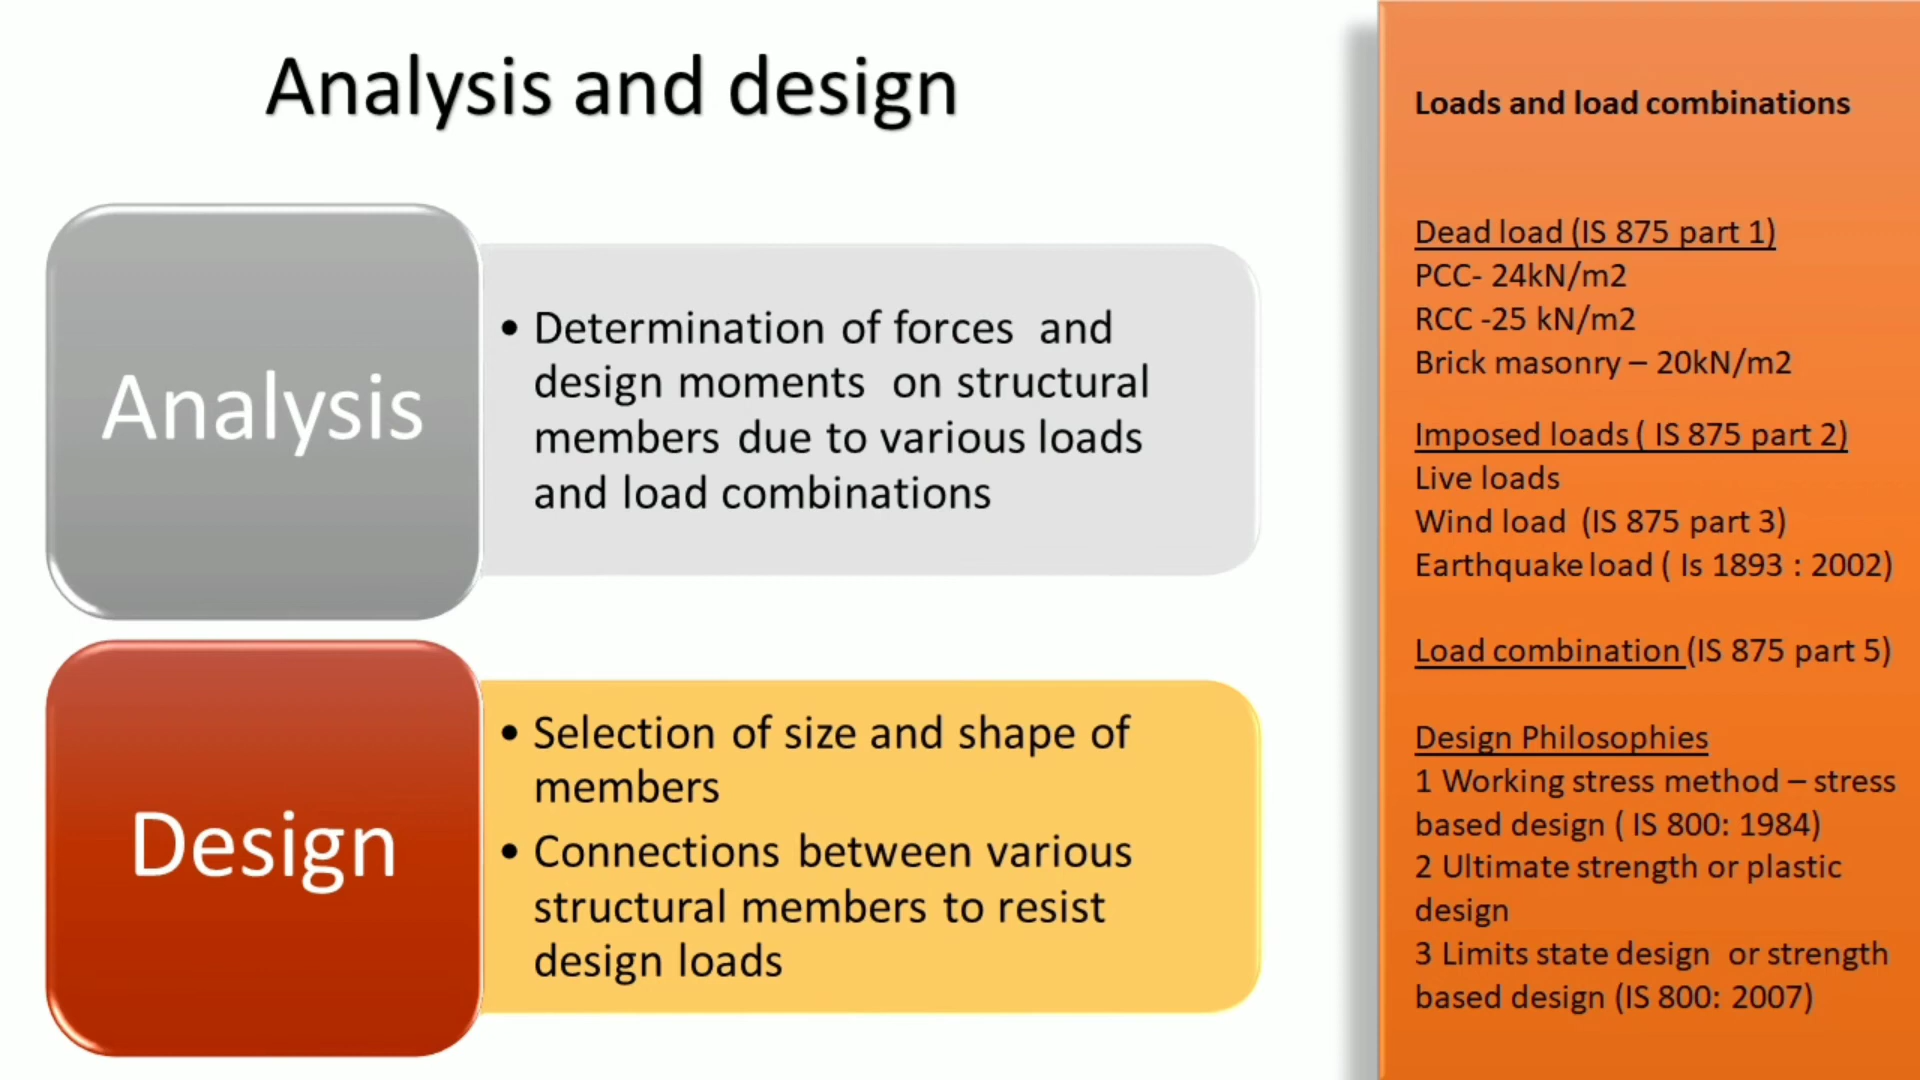 Analysis and design
Analysis
• Determination of forces and
design moments on structural
members due to various loads
and load combinations
Design
• Selection of size and shape of
members
• Connections between various
structural members to resist
design loads
Loads and load combinations
Dead load (IS 875 part 1)
PCC- 24kN/m2
RCC -25 kN/m2
Brick masonry – 20kN/m2
Imposed loads ( IS 875 part 2)
Live loads
Wind load (IS 875 part 3)
Earthquake load ( Is 1893 : 2002)
Load combination (IS 875 part 5)
Design Philosophies
1 Working stress method – stress
based design ( IS 800: 1984)
2 Ultimate strength or plastic
design
3 Limits state design or strength
based design (IS 800: 2007)